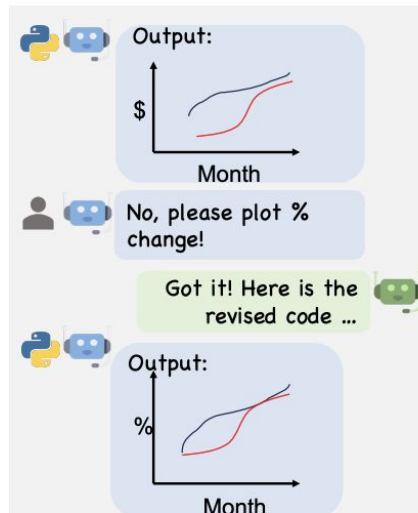 Output:
$
Month
No, please plot %
change!
Got it! Here is the
revised code ...
Output:
%
Month